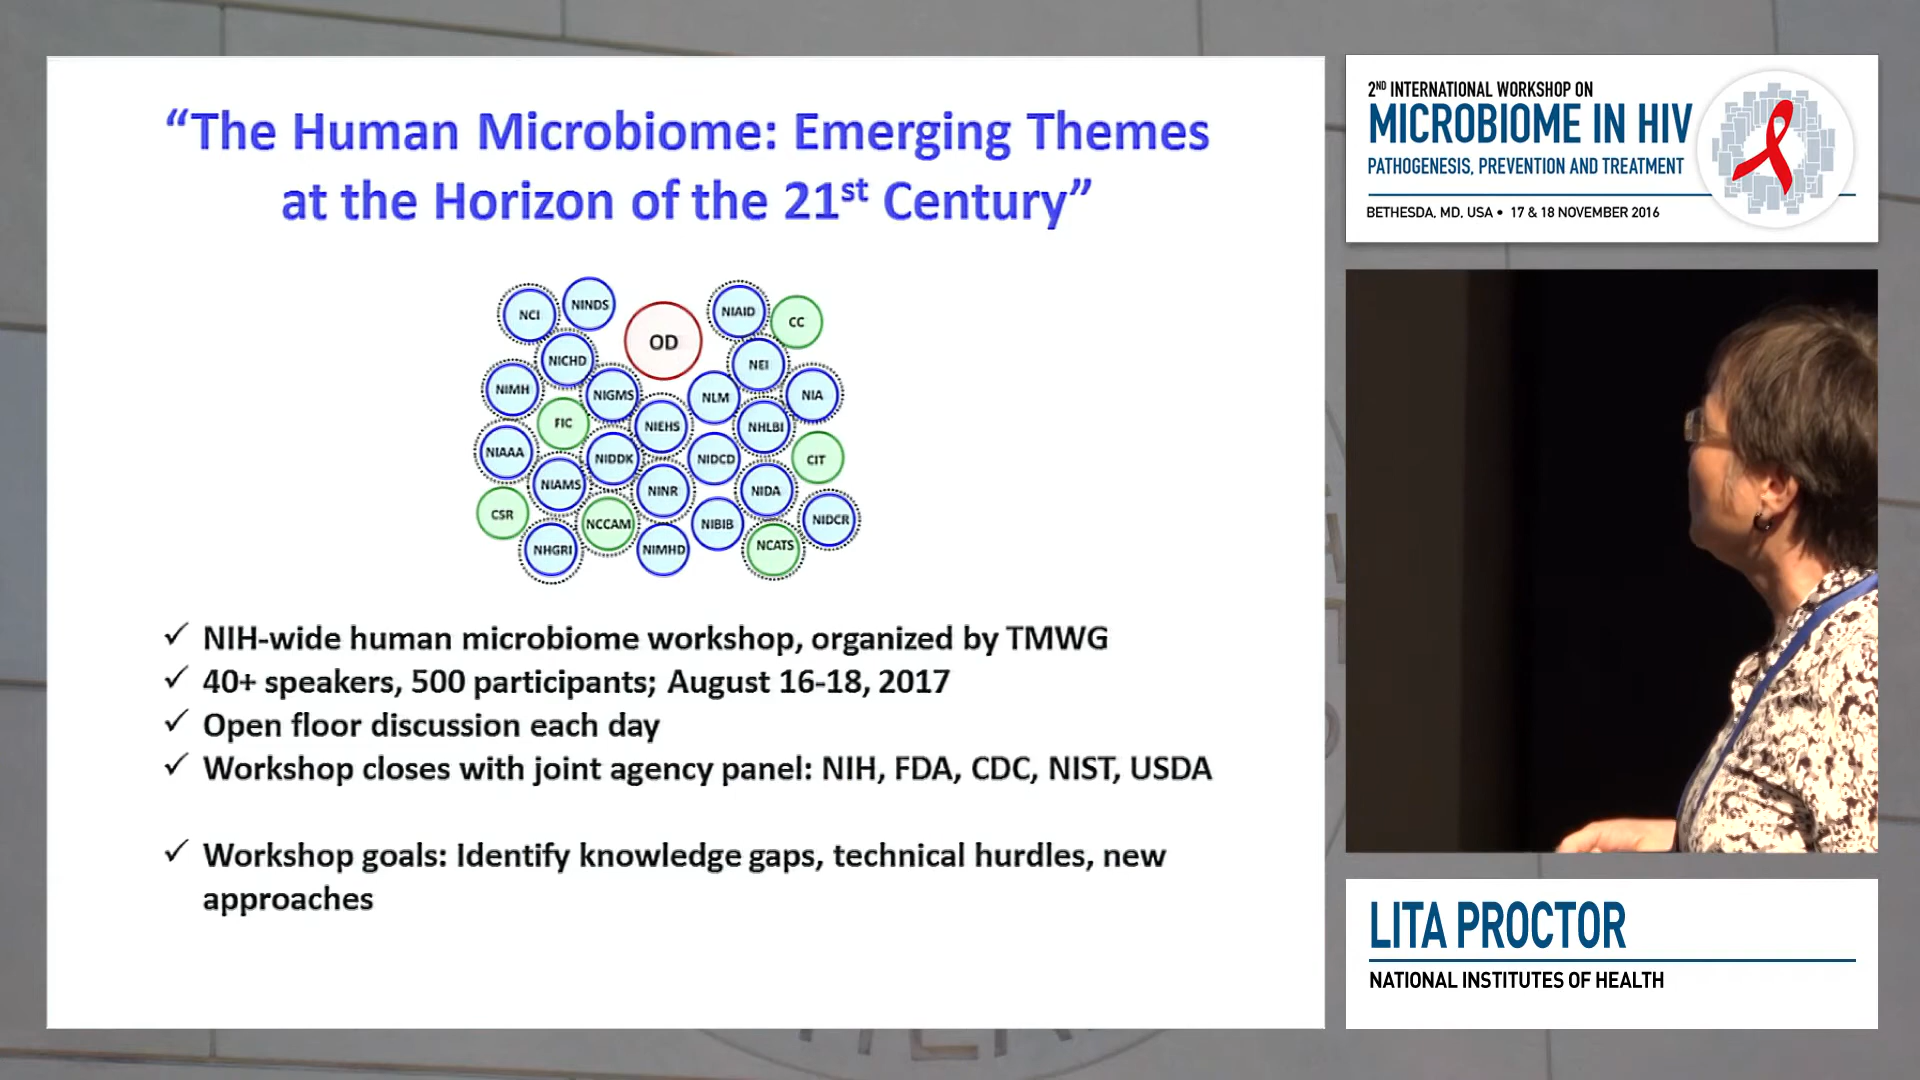 “The Human Microbiome: Emerging Themes
at the Horizon of the 21st Century”
NCI
NINDS
OD
NIAID
CC
NICHD
NEI
NIMH
NIGMS
NLM
NIA
FIC
NIEHS
NHLBI
NIAAA
NIDDK
NIDCD
CIT
NIAMS
NINR
NIDA
CSR
NCCAM
NIBIB
NIDCR
NHGRI
NIMHD
NCATS
✓ NIH-wide human microbiome workshop, organized by TMWG
✓ 40+ speakers, 500 participants; August 16-18, 2017
✓ Open floor discussion each day
✓ Workshop closes with joint agency panel: NIH, FDA, CDC, NIST, USDA
✓ Workshop goals: Identify knowledge gaps, technical hurdles, new
approaches
2ND INTERNATIONAL WORKSHOP ON
MICROBIOME IN HIV
PATHOGENESIS, PREVENTION AND TREATMENT
BETHESDA, MD, USA • 17 & 18 NOVEMBER 2016
LITA PROCTOR
NATIONAL INSTITUTES OF HEALTH